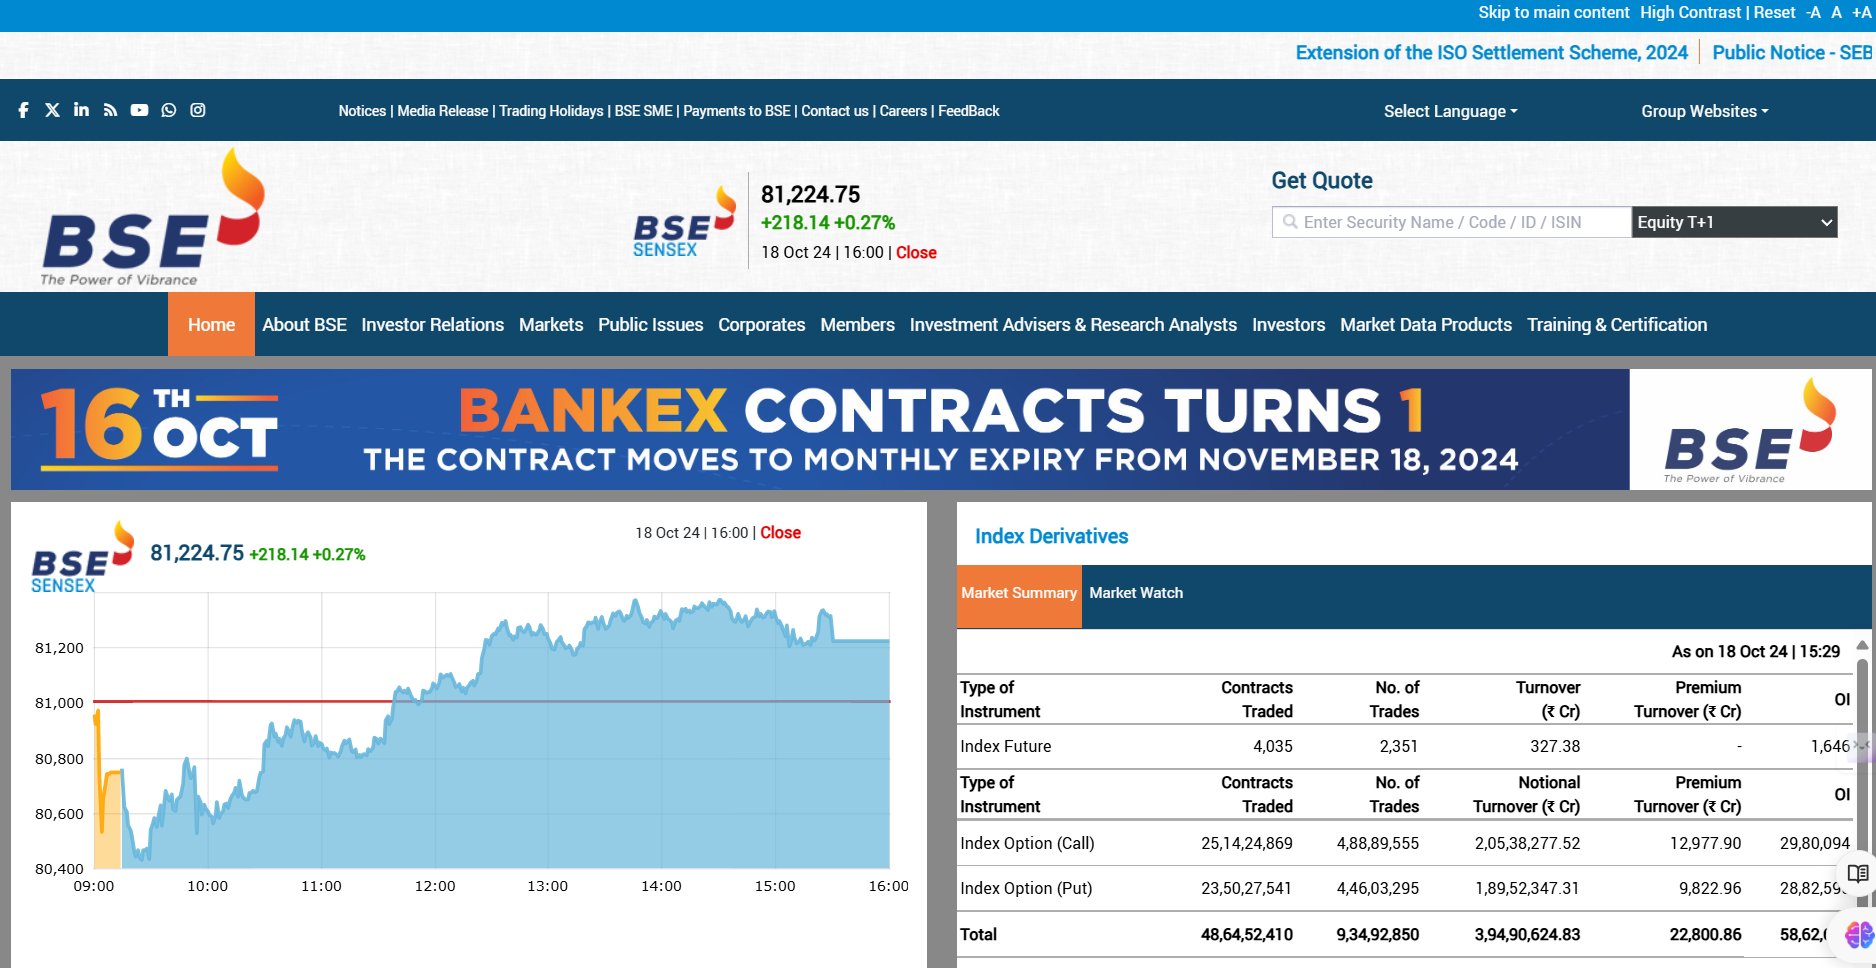 Skip to main content High Contrast | Reset -A A +A
Extension of the ISO Settlement Scheme, 2024 Public Notice - SEB
Notices | Media Release | Trading Holidays | BSE SME | Payments to BSE | Contact us | Careers | FeedBack
Select Language
Group Websites
BSE
The Power of Vibrance
BSE
SENSEX
81,224.75
+218.14 +0.27%
18 Oct 24 | 16:00 | Close
Get Quote
Enter Security Name / Code / ID / ISIN
Equity T+1
Home About BSE Investor Relations Markets Public Issues Corporates Members Investment Advisers & Research Analysts Investors Market Data Products Training & Certification
16 TH OCT
BANKEX CONTRACTS TURNS 1
THE CONTRACT MOVES TO MONTHLY EXPIRY FROM NOVEMBER 18, 2024
BSE
The Power of Vibrance
BSE
SENSEX
81,224.75 +218.14 +0.27%
18 Oct 24 | 16:00 | Close
81,200
81,000
80,800
80,600
80,400
09:00 10:00 11:00 12:00 13:00 14:00 15:00 16:00
Index Derivatives
Market Summary Market Watch
As on 18 Oct 24 | 15:29
Type of Instrument Contracts Traded No. of Trades Turnover (₹ Cr) Premium Turnover (₹ Cr) OI
Index Future 4,035 2,351 327.38 - 1,646
Type of Instrument Contracts Traded No. of Trades Notional Turnover (₹ Cr) Premium Turnover (₹ Cr) OI
Index Option (Call) 25,14,24,869 4,88,89,555 2,05,38,277.52 12,977.90 29,80,094
Index Option (Put) 23,50,27,541 4,46,03,295 1,89,52,347.31 9,822.96
Total 48,64,52,410 9,34,92,850 3,94,90,624.83 22,800.86